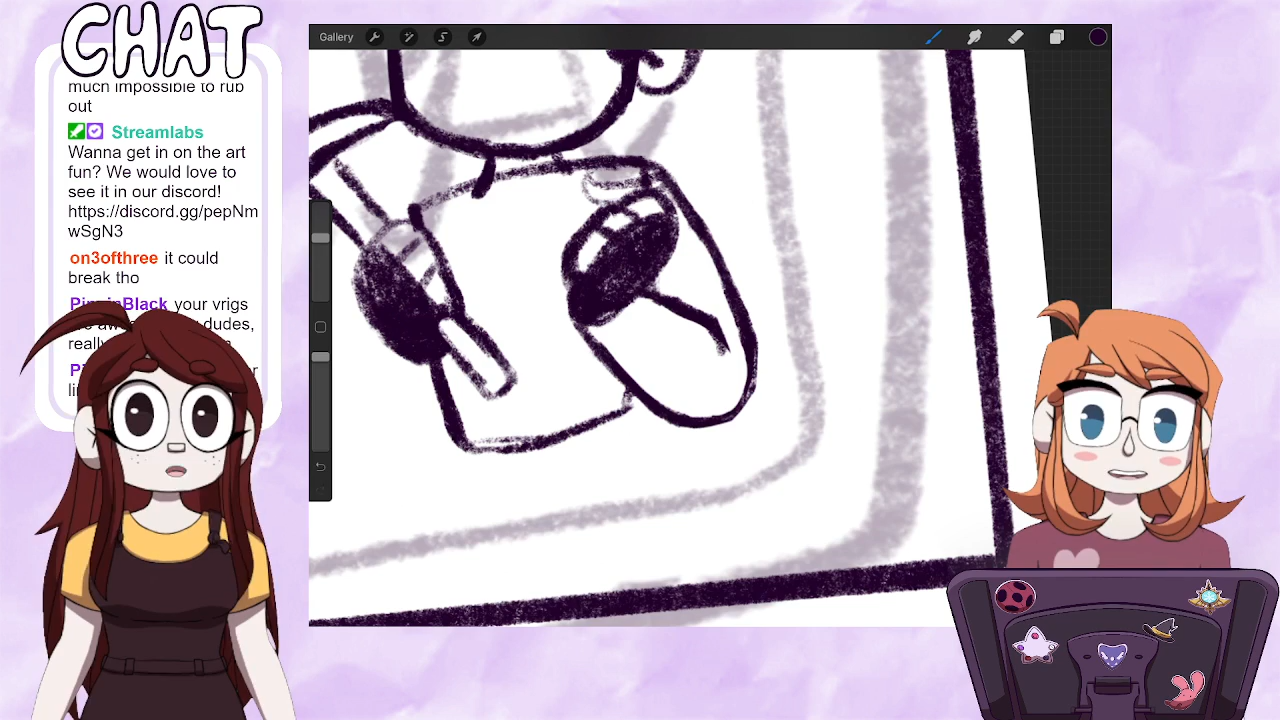 CHAT
much impossible to rub
out
Streamlabs
Wanna get in on the art
fun? We would love to
see it in our discord!
https://discord.gg/pepNm
wSgN3
on3ofthree it could
break tho
your vrigs
dudes,
Gallery